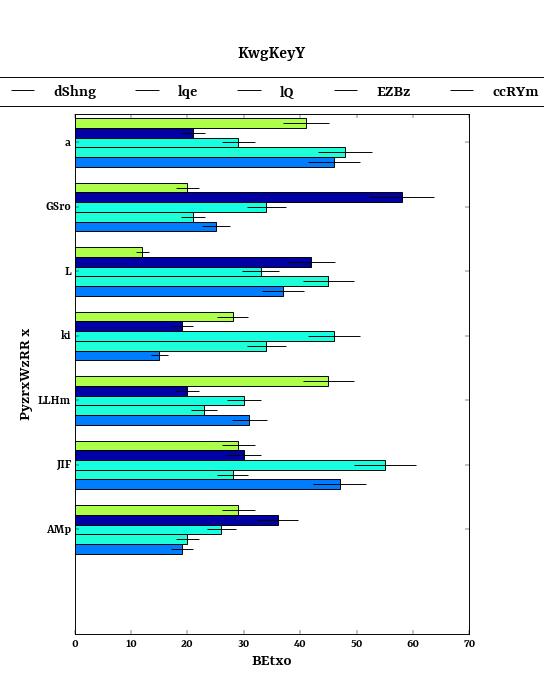 KwgKeyY
dShng lqe lQ EZBz ccRYm
a
GSro
L
ki
LLHm
JIF
AMp
PyzrxWzRR x
0 10 20 30 40 50 60 70
BEtxo